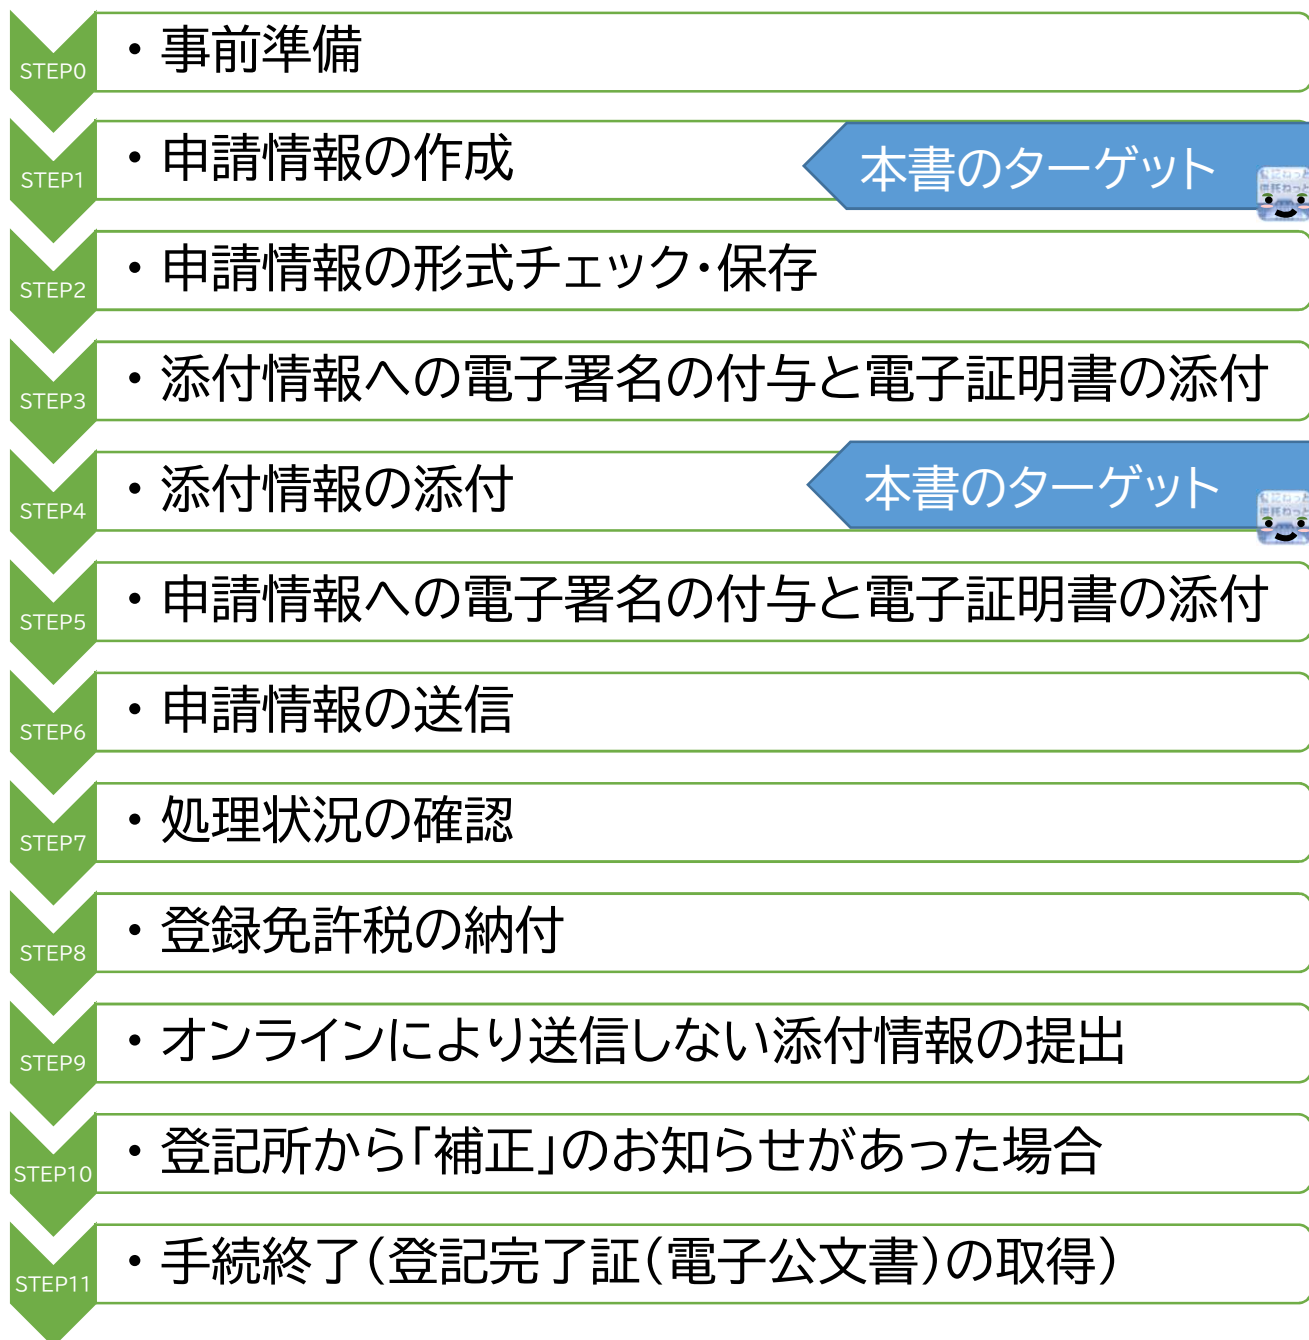 STEP0
・事前準備
STEP1
・申請情報の作成
本書のターゲット
STEP2
・申請情報の形式チェック・保存
STEP3
・添付情報への電子署名の付与と電子証明書の添付
STEP4
・添付情報の添付
本書のターゲット
STEP5
・申請情報への電子署名の付与と電子証明書の添付
STEP6
・申請情報の送信
STEP7
・処理状況の確認
STEP8
・登録免許税の納付
STEP9
・オンラインにより送信しない添付情報の提出
STEP10
・登記所から「補正」のお知らせがあった場合
STEP11
・手続終了(登記完了証(電子公文書)の取得)